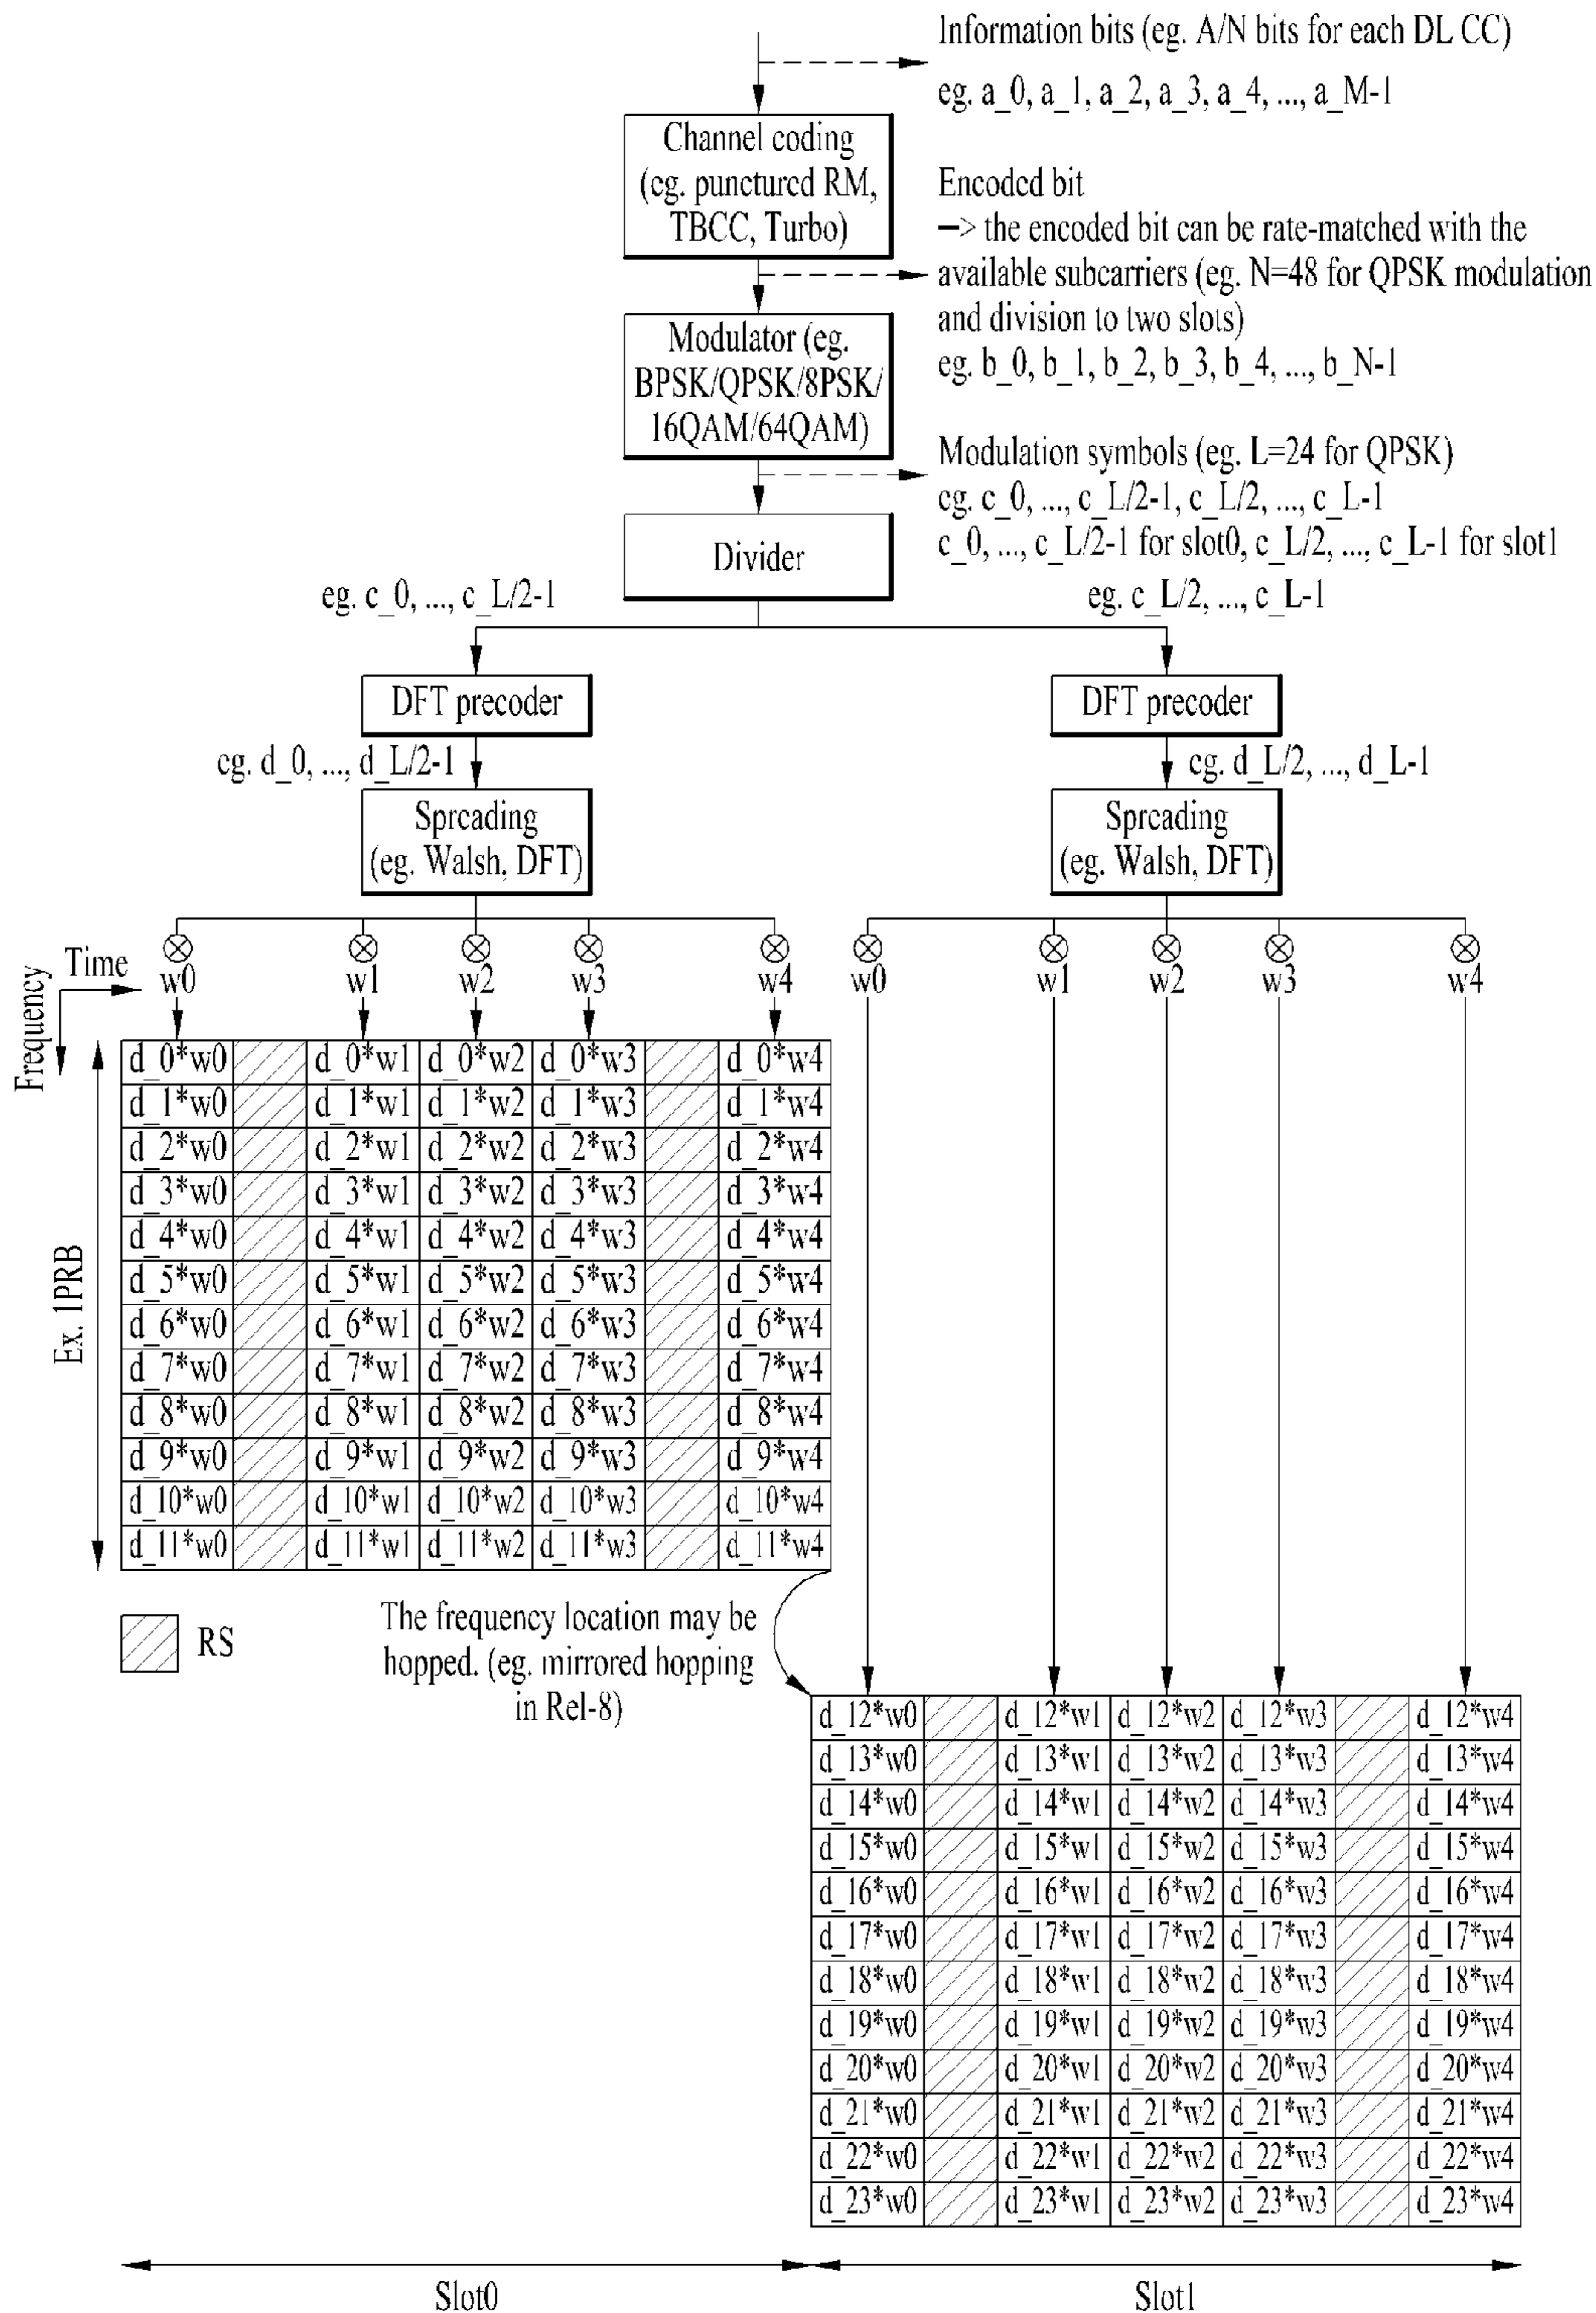 Information bits (eg. A/N bits for each DL CC)
eg. a_0, a_1, a_2, a_3, a_4, ..., a_M-1
Channel coding
(eg. punctured RM,
TBCC, Turbo)
Encoded bit
–> the encoded bit can be rate-matched with the
available subcarriers (eg. N=48 for QPSK modulation
and division to two slots)
eg. b_0, b_1, b_2, b_3, b_4, ..., b_N-1
Modulator (eg.
BPSK/QPSK/8PSK/
16QAM/64QAM)
Modulation symbols (eg. L=24 for QPSK)
eg. c_0, ..., c_L/2-1, c_L/2, ..., c_L-1
c_0, ..., c_L/2-1 for slot0, c_L/2, ..., c_L-1 for slot1
Divider
eg. c_0, ..., c_L/2-1
eg. c_L/2, ..., c_L-1
DFT precoder
DFT precoder
eg. d_0, ..., d_L/2-1
eg. d_L/2, ..., d_L-1
Spreading
(eg. Walsh, DFT)
Spreading
(eg. Walsh, DFT)
Time
Frequency
w0 w1 w2 w3 w4 w0 w1 w2 w3 w4
Ex. 1PRB
d_0*w0 d_0*w1 d_0*w2 d_0*w3 d_0*w4
d_1*w0 d_1*w1 d_1*w2 d_1*w3 d_1*w4
d_2*w0 d_2*w1 d_2*w2 d_2*w3 d_2*w4
d_3*w0 d_3*w1 d_3*w2 d_3*w3 d_3*w4
d_4*w0 d_4*w1 d_4*w2 d_4*w3 d_4*w4
d_5*w0 d_5*w1 d_5*w2 d_5*w3 d_5*w4
d_6*w0 d_6*w1 d_6*w2 d_6*w3 d_6*w4
d_7*w0 d_7*w1 d_7*w2 d_7*w3 d_7*w4
d_8*w0 d_8*w1 d_8*w2 d_8*w3 d_8*w4
d_9*w0 d_9*w1 d_9*w2 d_9*w3 d_9*w4
d_10*w0 d_10*w1 d_10*w2 d_10*w3 d_10*w4
d_11*w0 d_11*w1 d_11*w2 d_11*w3 d_11*w4
RS
The frequency location may be
hopped. (eg. mirrored hopping
in Rel-8)
d_12*w0 d_12*w1 d_12*w2 d_12*w3 d_12*w4
d_13*w0 d_13*w1 d_13*w2 d_13*w3 d_13*w4
d_14*w0 d_14*w1 d_14*w2 d_14*w3 d_14*w4
d_15*w0 d_15*w1 d_15*w2 d_15*w3 d_15*w4
d_16*w0 d_16*w1 d_16*w2 d_16*w3 d_16*w4
d_17*w0 d_17*w1 d_17*w2 d_17*w3 d_17*w4
d_18*w0 d_18*w1 d_18*w2 d_18*w3 d_18*w4
d_19*w0 d_19*w1 d_19*w2 d_19*w3 d_19*w4
d_20*w0 d_20*w1 d_20*w2 d_20*w3 d_20*w4
d_21*w0 d_21*w1 d_21*w2 d_21*w3 d_21*w4
d_22*w0 d_22*w1 d_22*w2 d_22*w3 d_22*w4
d_23*w0 d_23*w1 d_23*w2 d_23*w3 d_23*w4
Slot0
Slot1